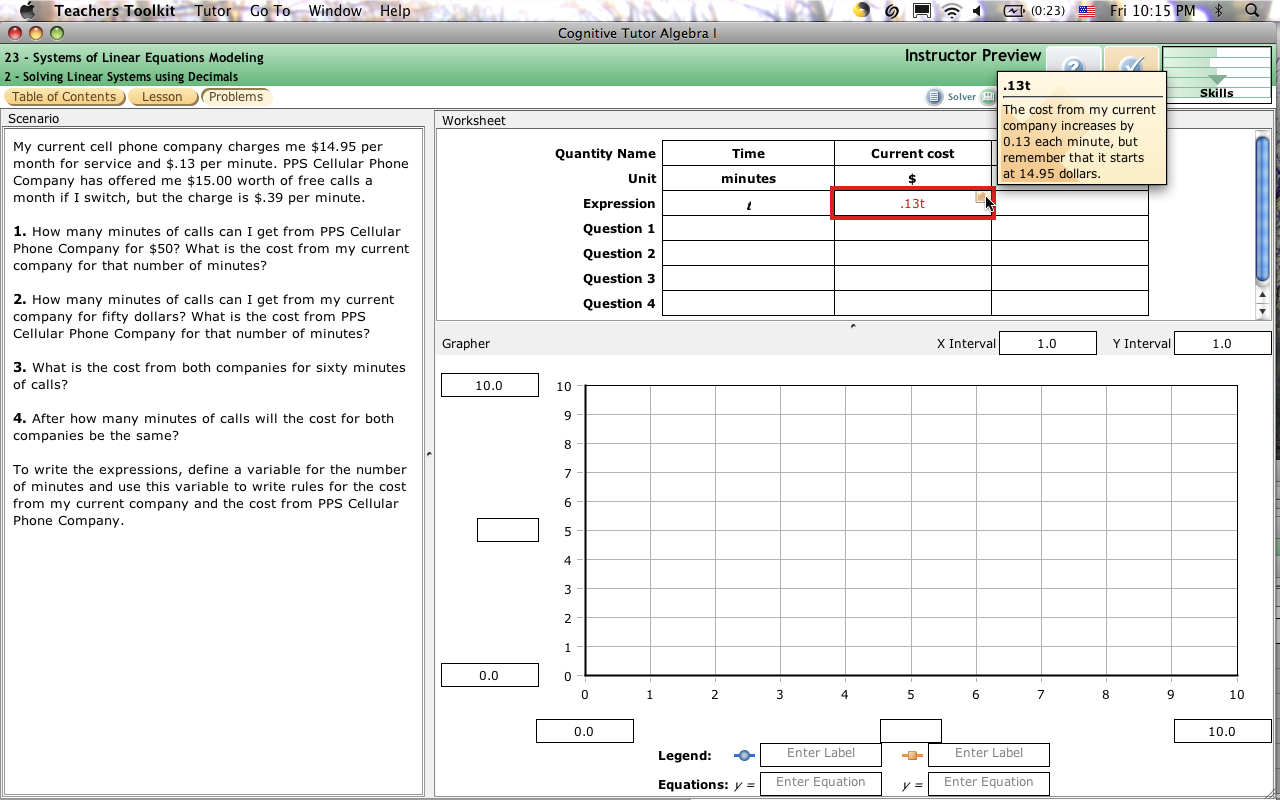 Teachers Toolkit Tutor Go To Window Help (0:23) Fri 10:15 PM
Cognitive Tutor Algebra I
23 - Systems of Linear Equations Modeling
2 - Solving Linear Systems using Decimals
Instructor Preview
?
Skills
Table of Contents Lesson Problems
Solver
.13t
The cost from my current
company increases by
0.13 each minute, but
remember that it starts
at 14.95 dollars.
Scenario
My current cell phone company charges me $14.95 per
month for service and $.13 per minute. PPS Cellular Phone
Company has offered me $15.00 worth of free calls a
month if I switch, but the charge is $.39 per minute.
1. How many minutes of calls can I get from PPS Cellular
Phone Company for $50? What is the cost from my current
company for that number of minutes?
2. How many minutes of calls can I get from my current
company for fifty dollars? What is the cost from PPS
Cellular Phone Company for that number of minutes?
3. What is the cost from both companies for sixty minutes
of calls?
4. After how many minutes of calls will the cost for both
companies be the same?
To write the expressions, define a variable for the number
of minutes and use this variable to write rules for the cost
from my current company and the cost from PPS Cellular
Phone Company.
Worksheet
Quantity Name Time Current cost
Unit minutes $
Expression t .13t
Question 1
Question 2
Question 3
Question 4
Grapher
X Interval 1.0 Y Interval 1.0
10.0
0.0
10
9
8
7
6
5
4
3
2
1
0
0 1 2 3 4 5 6 7 8 9 10
0.0 10.0
Legend: Enter Label Enter Label
Equations: y = Enter Equation y = Enter Equation